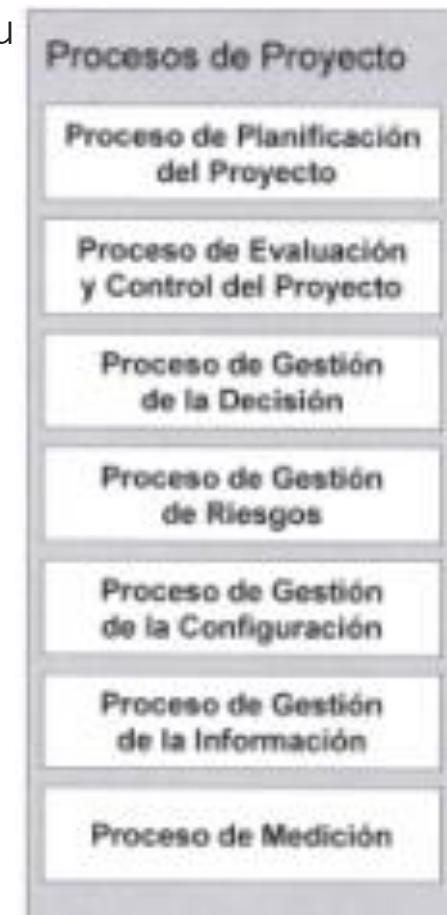 u
Procesos de Proyecto
Proceso de Planificación
del Proyecto
Proceso de Evaluación
y Control del Proyecto
Proceso de Gestión
de la Decisión
Proceso de Gestión
de Riesgos
Proceso de Gestión
de la Configuración
Proceso de Gestión
de la Información
Proceso de Medición